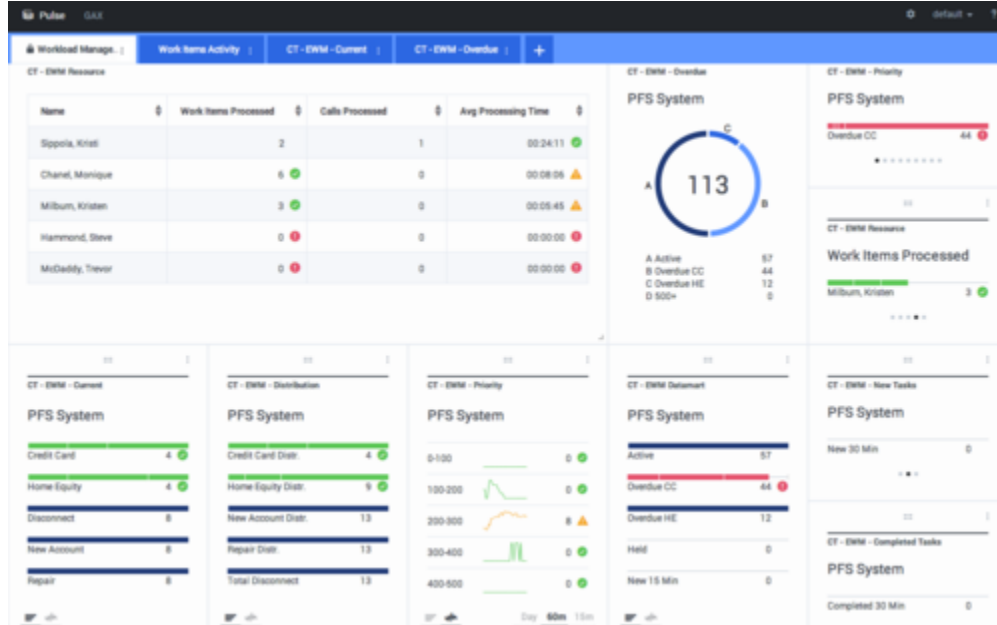 Pulse GAX default ?
Workload Manage. Work Items Activity CT - EWM - Current CT - EWM - Overdue +
CT - EWM Resource
Name Work Items Processed Calls Processed Avg Processing Time
Sippola, Kristi 2 1 00:24:11
Chanel, Monique 6 0 00:08:06
Milburn, Kristen 3 0 00:05:45
Hammond, Steve 0 0 00:00:00
McDaddy, Trevor 0 0 00:00:00
CT - EWM - Overdue
PFS System
C
A 113 B
A Active 57
B Overdue CC 44
C Overdue HE 12
D 500+ 0
CT - EWM - Priority
PFS System
Overdue CC 44
CT - EWM Resource
Work Items Processed
Milburn, Kristen 3
CT - EWM - Current
PFS System
Credit Card 4
Home Equity 4
Disconnect 8
New Account 8
Repair 8
CT - EWM - Distribution
PFS System
Credit Card Distr. 4
Home Equity Distr. 9
New Account Distr. 13
Repair Distr. 13
Total Disconnect 13
CT - EWM - Priority
PFS System
0-100 0
100-200 0
200-300 8
300-400 0
400-500 0
Day 60m 15m
CT - EWM Datamart
PFS System
Active 57
Overdue CC 44
Overdue HE 12
Held 0
New 15 Min 0
CT - EWM - New Tasks
PFS System
New 30 Min 0
CT - EWM - Completed Tasks
PFS System
Completed 30 Min 0